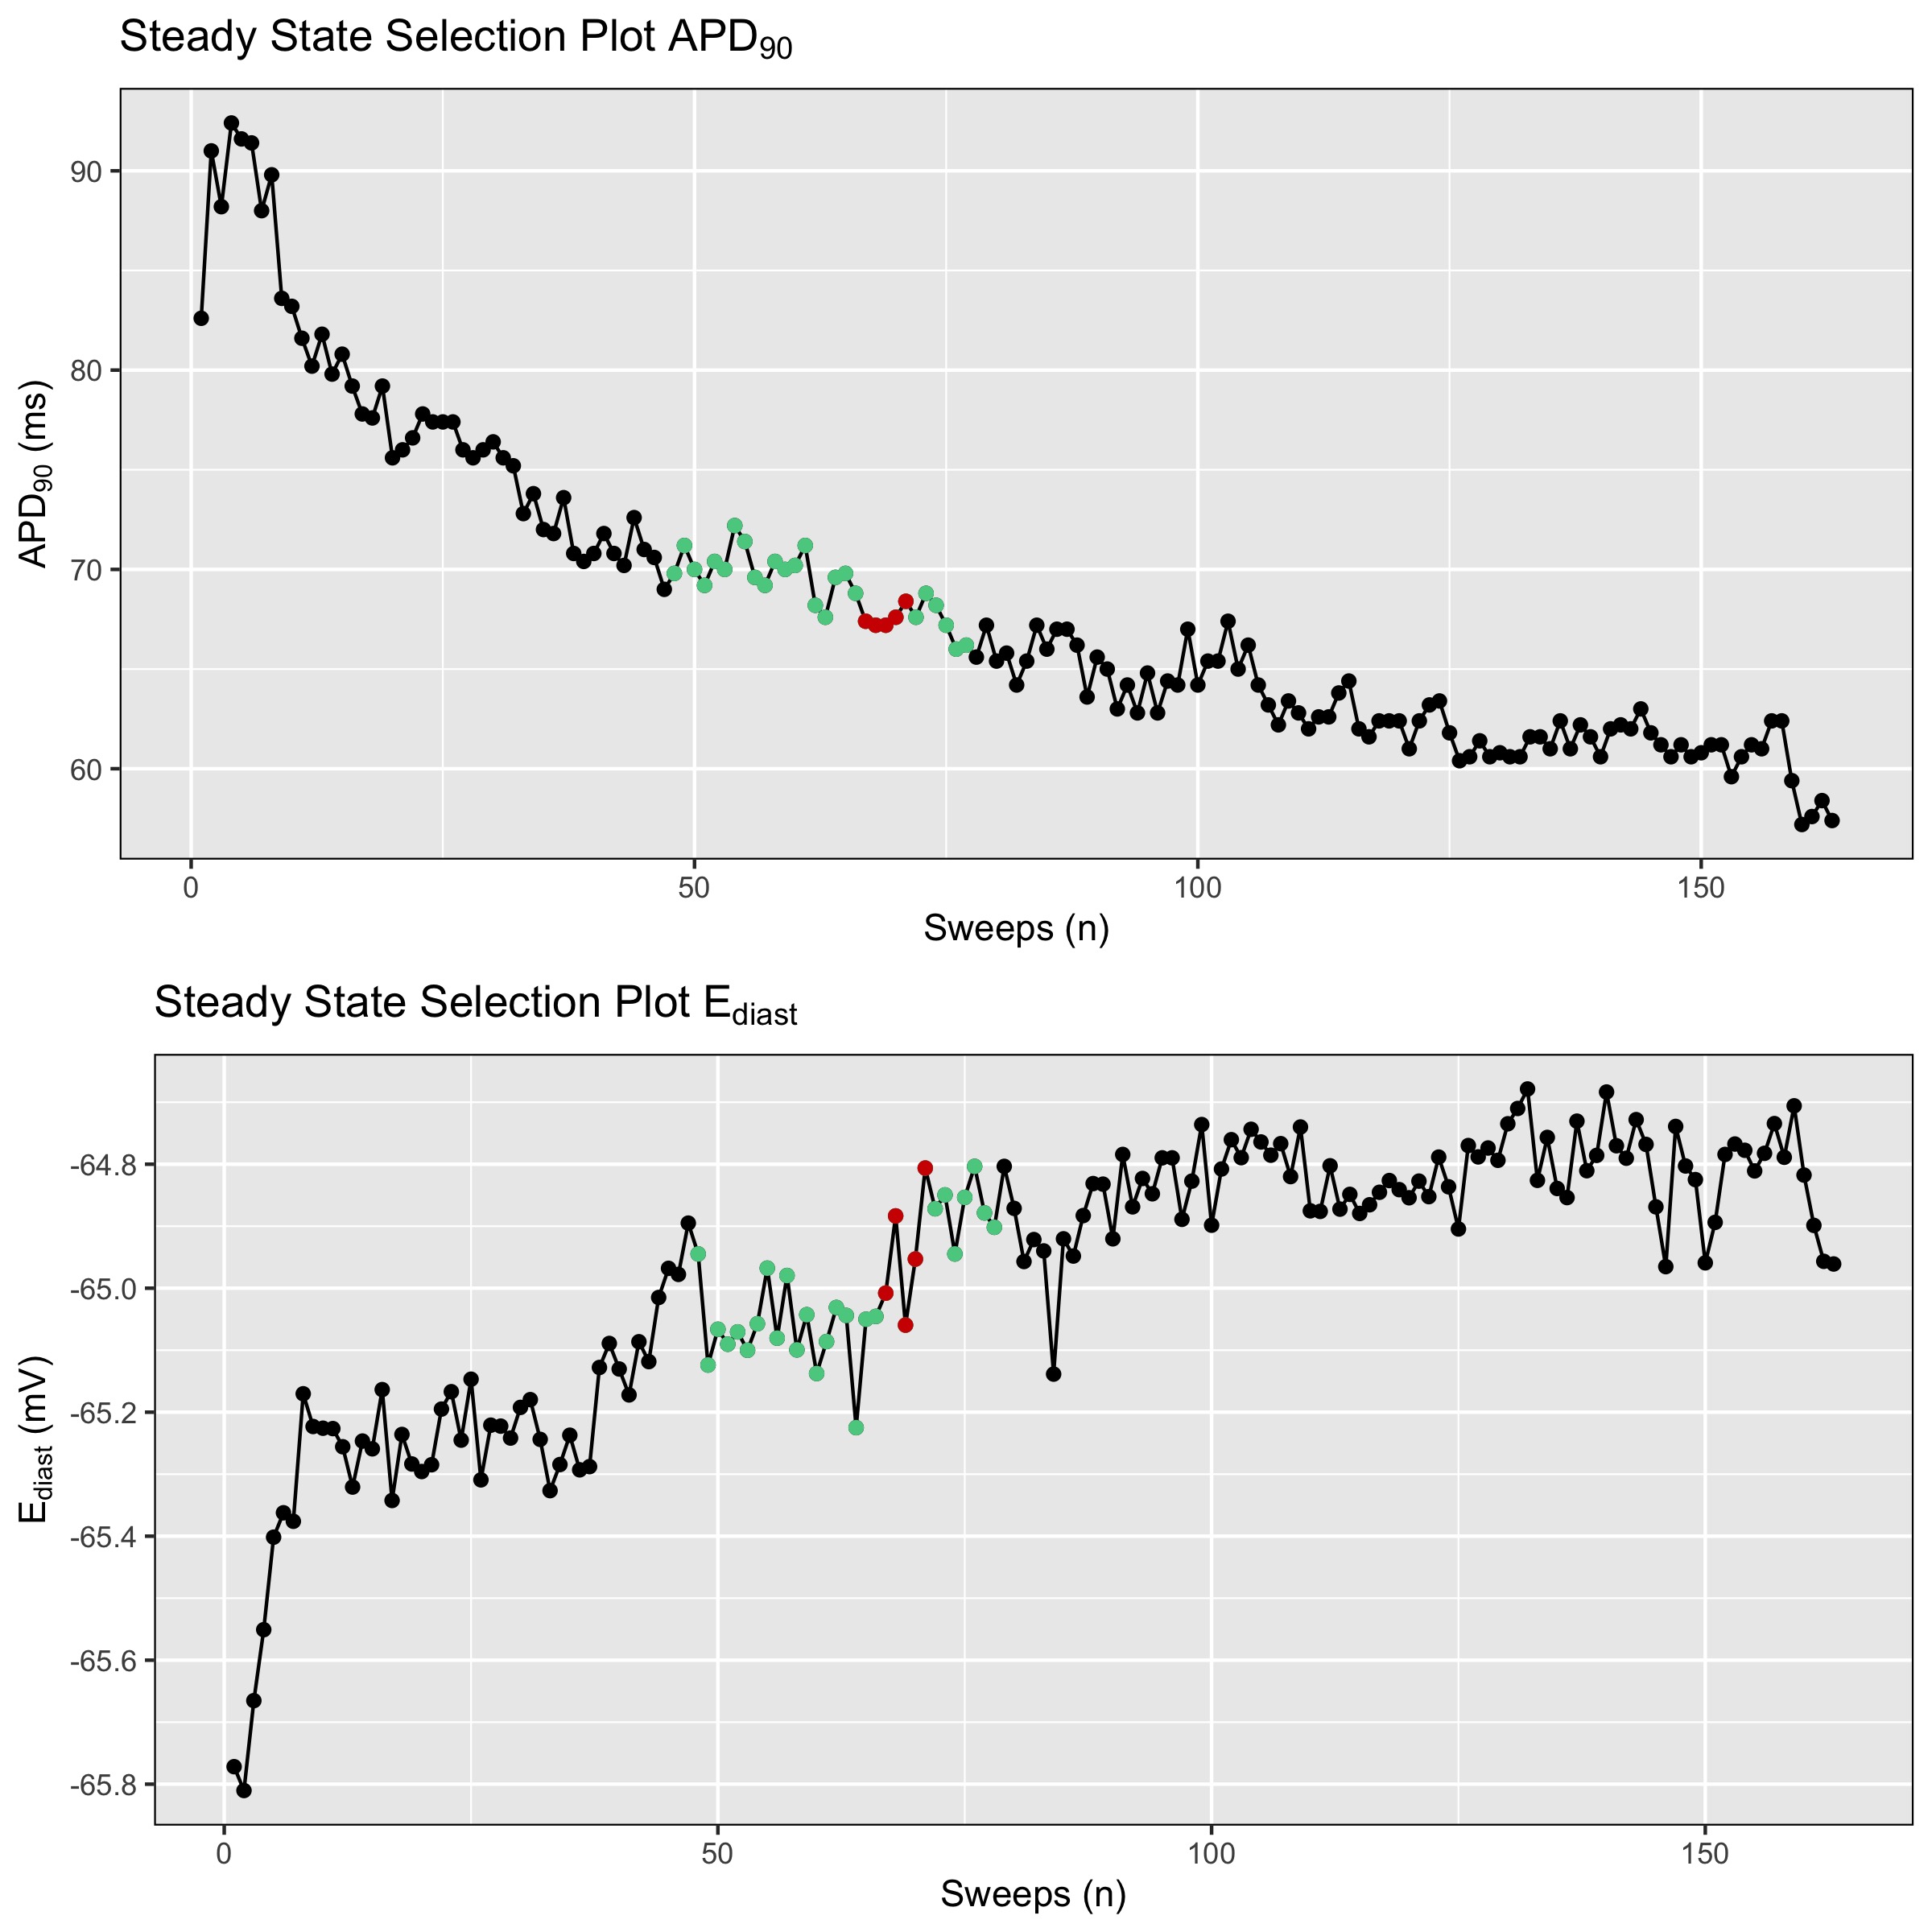 Steady State Selection Plot APD90
APD90 (ms)
90
80
70
60
0 50 100 150
Sweeps (n)
Steady State Selection Plot Ediast
Ediast (mV)
-64.8
-65.0
-65.2
-65.4
-65.6
-65.8
0 50 100 150
Sweeps (n)